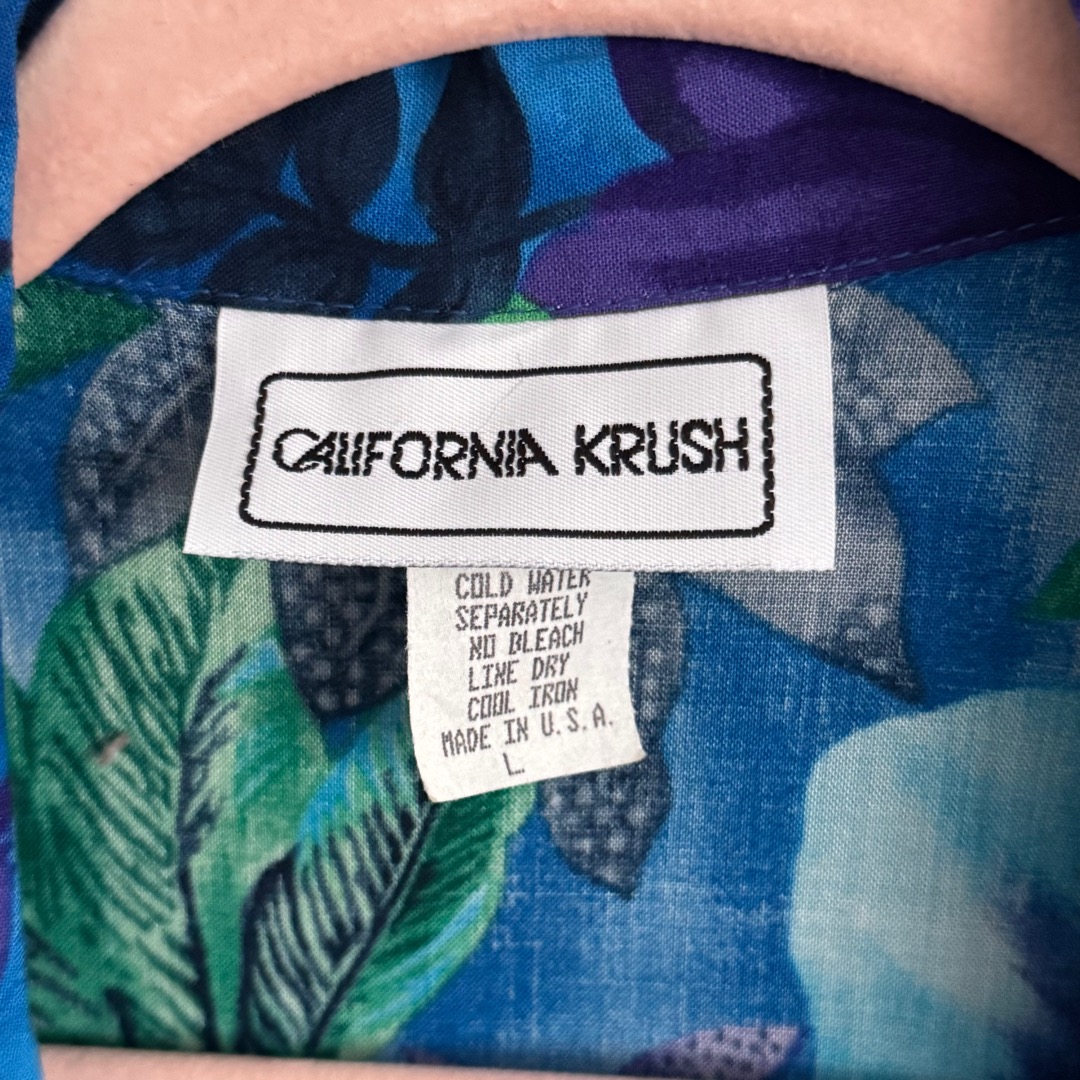 CALIFORNIA KRUSH
COLD WATER
SEPARATELY
NO BLEACH
LINE DRY
COOL IRON
MADE IN U.S.A.
L